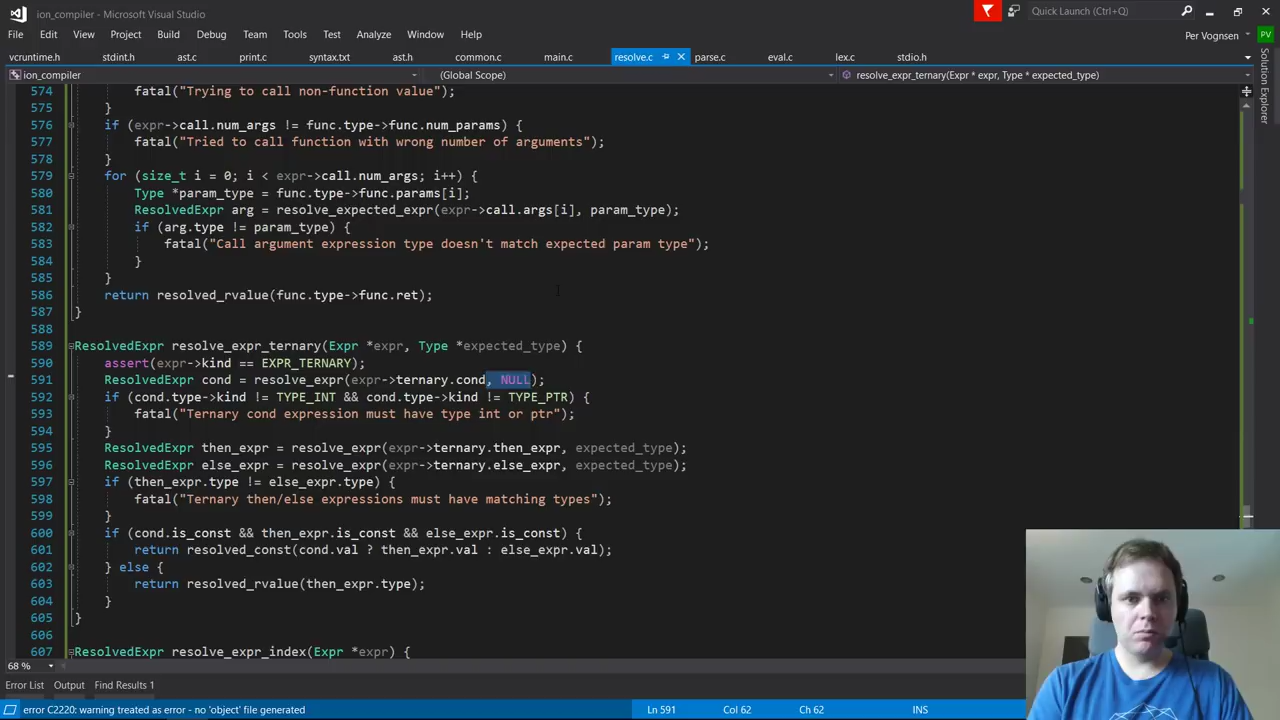 ion_compiler - Microsoft Visual Studio
Quick Launch (Ctrl+Q)
File Edit View Project Build Debug Team Tools Test Analyze Window Help
Per Vognsen PV
vcruntime.h stdint.h ast.c print.c syntax.txt ast.h common.c main.c resolve.c parse.c eval.c lex.c stdio.h
ion_compiler (Global Scope) resolve_expr_ternary(Expr * expr, Type * expected_type)
Solution Explorer
574 fatal("Trying to call non-function value");
575 }
576 if (expr->call.num_args != func.type->func.num_params) {
577 fatal("Tried to call function with wrong number of arguments");
578 }
579 for (size_t i = 0; i < expr->call.num_args; i++) {
580 Type *param_type = func.type->func.params[i];
581 ResolvedExpr arg = resolve_expected_expr(expr->call.args[i], param_type);
582 if (arg.type != param_type) {
583 fatal("Call argument expression type doesn't match expected param type");
584 }
585 }
586 return resolved_rvalue(func.type->func.ret);
587 }
588
589 ResolvedExpr resolve_expr_ternary(Expr *expr, Type *expected_type) {
590 assert(expr->kind == EXPR_TERNARY);
591 ResolvedExpr cond = resolve_expr(expr->ternary.cond, NULL);
592 if (cond.type->kind != TYPE_INT && cond.type->kind != TYPE_PTR) {
593 fatal("Ternary cond expression must have type int or ptr");
594 }
595 ResolvedExpr then_expr = resolve_expr(expr->ternary.then_expr, expected_type);
596 ResolvedExpr else_expr = resolve_expr(expr->ternary.else_expr, expected_type);
597 if (then_expr.type != else_expr.type) {
598 fatal("Ternary then/else expressions must have matching types");
599 }
600 if (cond.is_const && then_expr.is_const && else_expr.is_const) {
601 return resolved_const(cond.val ? then_expr.val : else_expr.val);
602 } else {
603 return resolved_rvalue(then_expr.type);
604 }
605 }
606
607 ResolvedExpr resolve_expr_index(Expr *expr) {
68 %
Error List Output Find Results 1
error C2220: warning treated as error - no 'object' file generated Ln 591 Col 62 Ch 62 INS